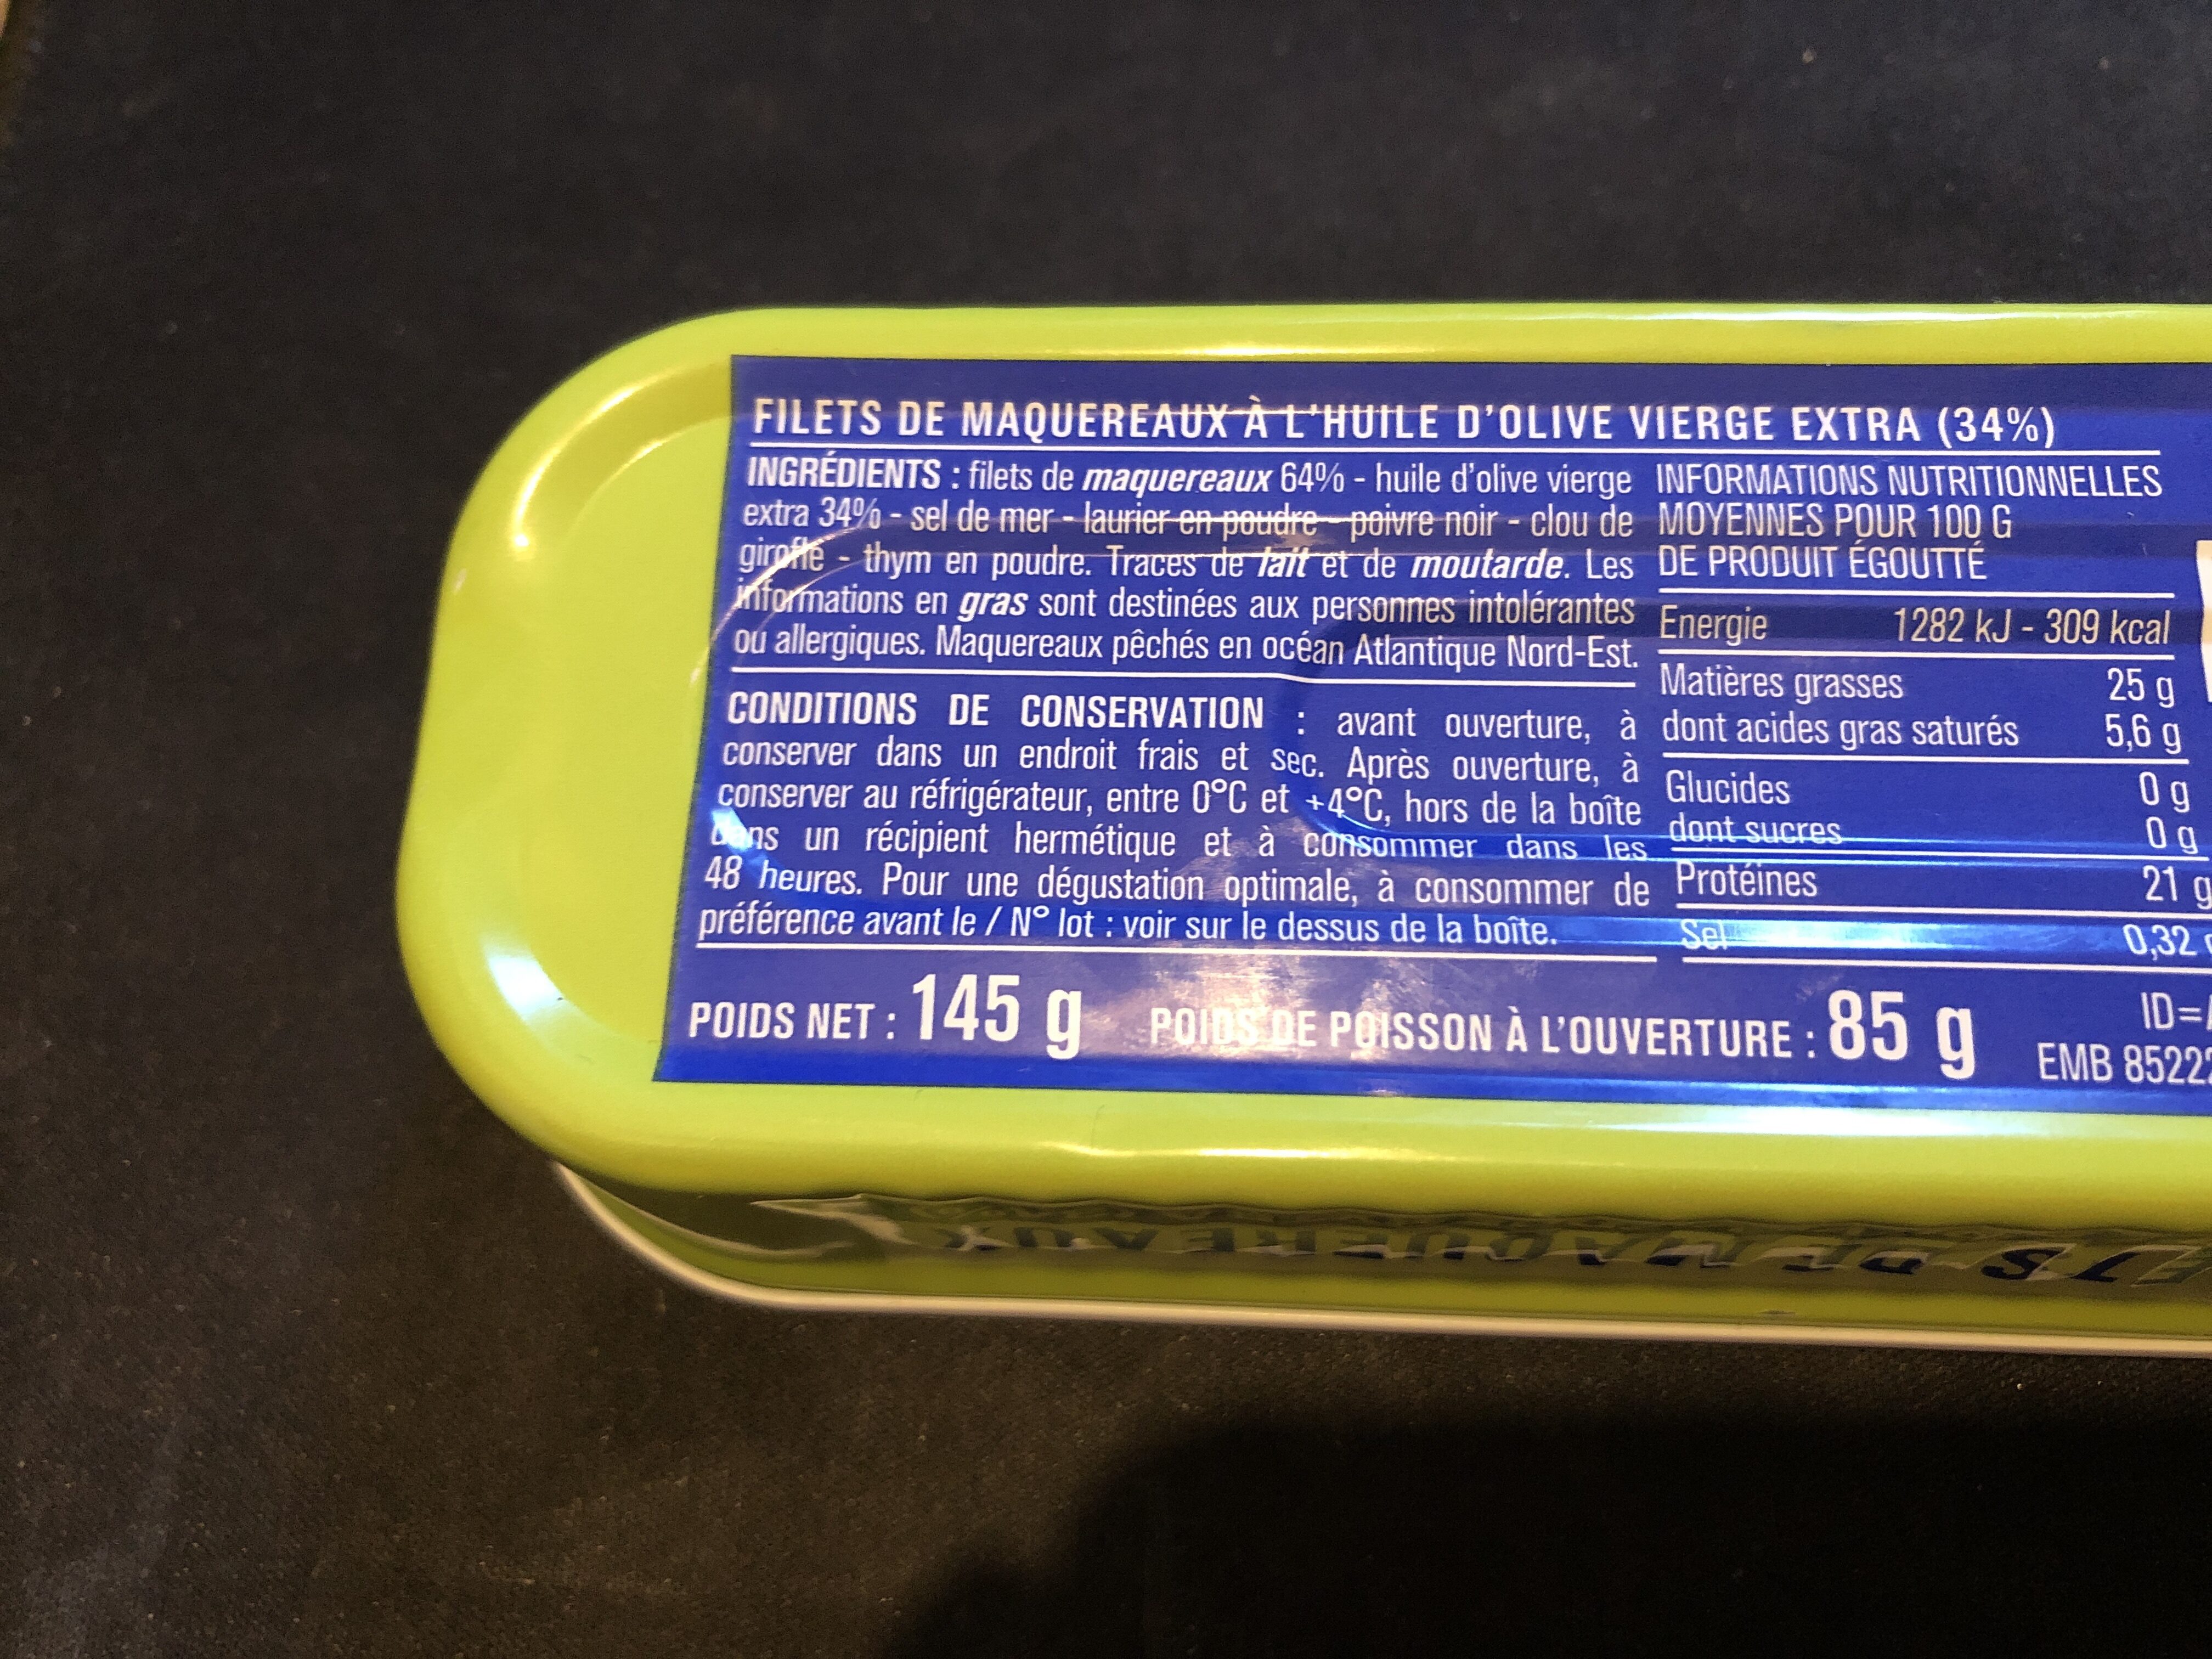 FILETS DE MAQUEREAUX À L'HUILE D'OLIVE VIERGE EXTRA (34%)
INGRÉDIENTS : filets de maquereaux 64% - huile d'olive vierge
extra 34% - sel de mer - laurier en poudre - poivre noir - clou de
girofle - thym en poudre. Traces de lait et de moutarde. Les
informations en gras sont destinées aux personnes intolérantes
ou allergiques. Maquereaux pêchés en océan Atlantique Nord-Est.
CONDITIONS DE CONSERVATION : avant ouverture, à
conserver dans un endroit frais et sec. Après ouverture, à
conserver au réfrigérateur, entre 0°C et +4°C, hors de la boîte
dans un récipient hermétique et à consommer dans les
48 heures. Pour une dégustation optimale, à consommer de
préférence avant le / N° lot : voir sur le dessus de la boîte.
INFORMATIONS NUTRITIONNELLES
MOYENNES POUR 100 G
DE PRODUIT ÉGOUTTÉ
Energie 1282 kJ - 309 kcal
Matières grasses 25 g
dont acides gras saturés 5,6 g
Glucides 0 g
dont sucres 0 g
Protéines 21 g
Sel 0,32
POIDS NET : 145 g POIDS DE POISSON À L'OUVERTURE : 85 g
ID=
EMB 8522
DE MAQUEREAUX